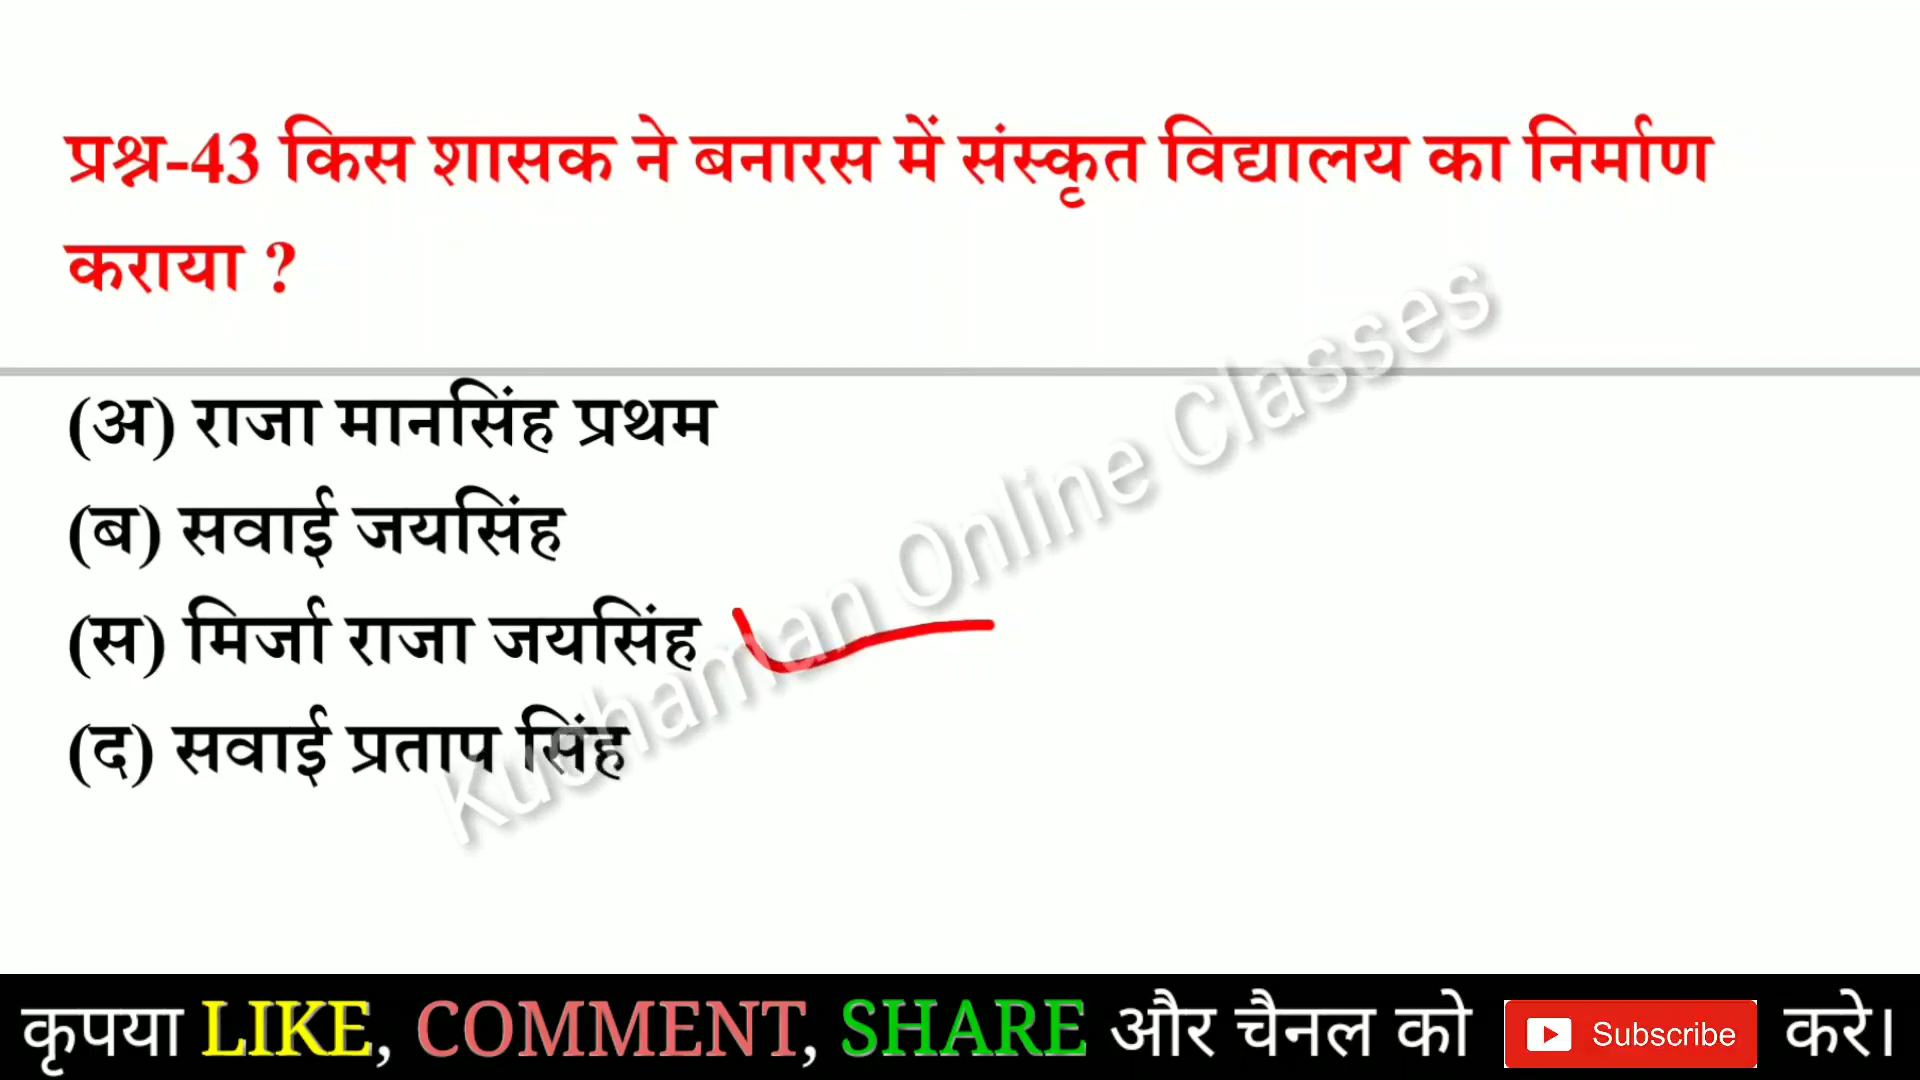 प्रश्न-43 किस शासक ने बनारस में संस्कृत विद्यालय का निर्माण
कराया ?
(अ) राजा मानसिंह प्रथम
(ब) सवाई जयसिंह
(स) मिर्जा राजा जयसिंह
(द) सवाई प्रताप सिंह
Kuchaman Online Classes
कृपया LIKE, COMMENT, SHARE और चैनल को Subscribe करे।